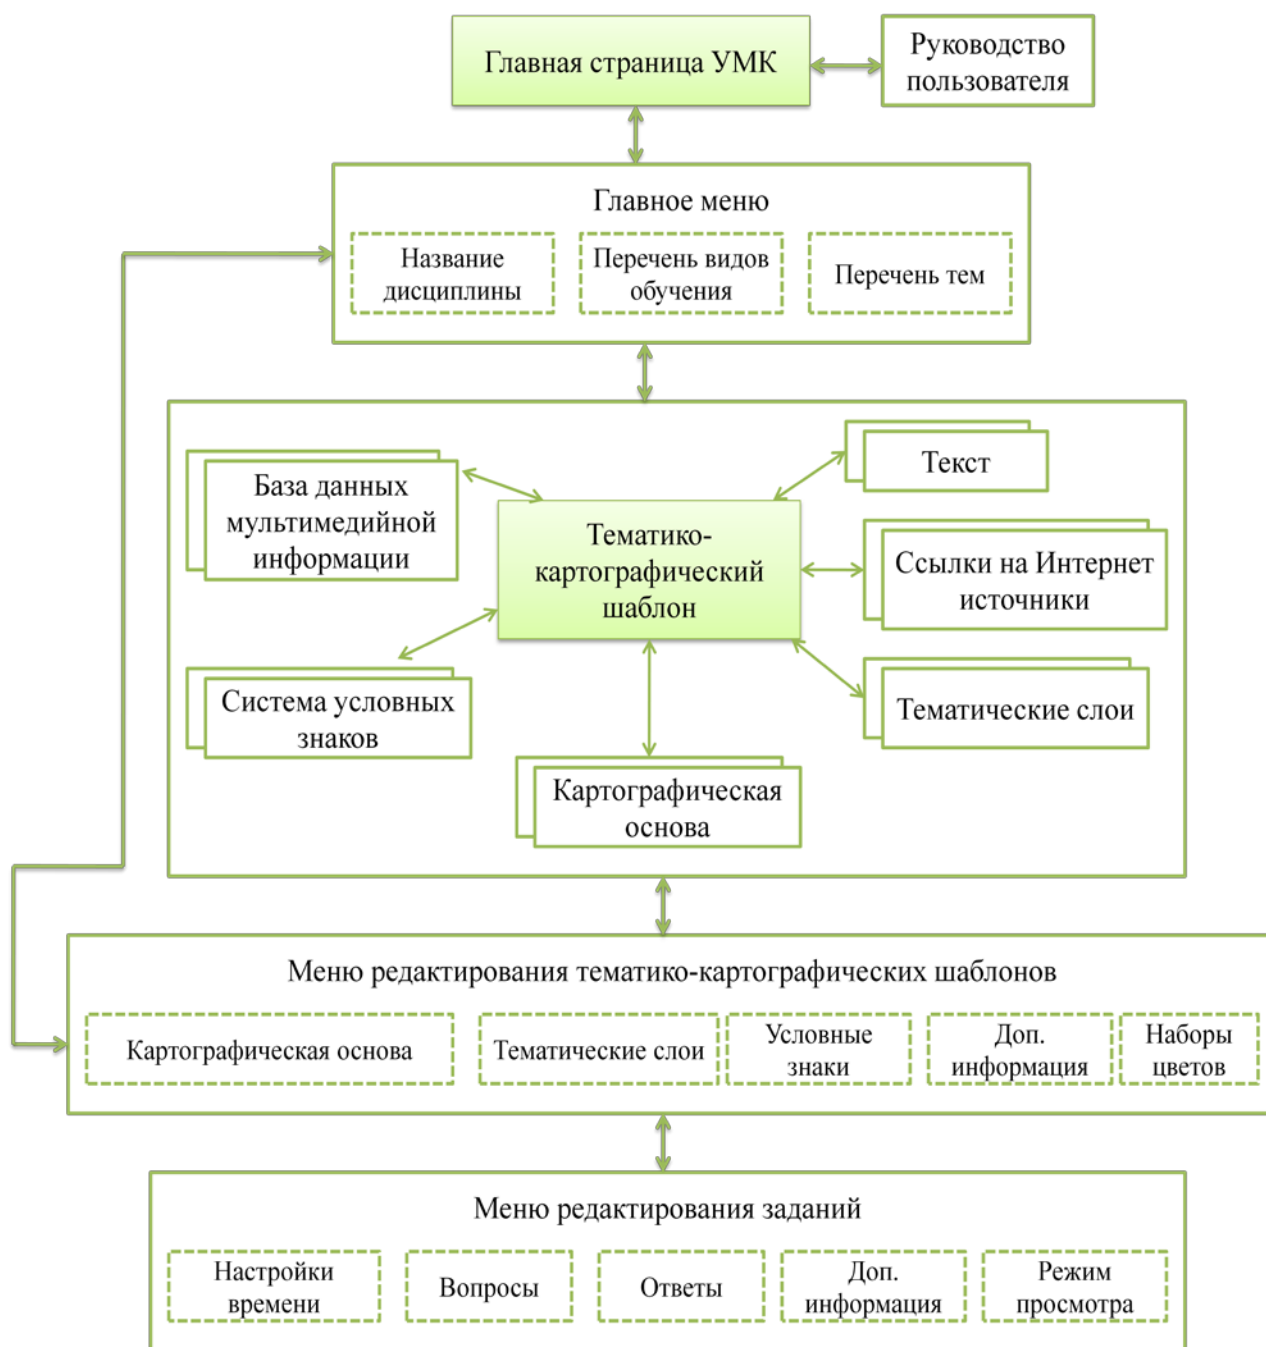 Главная страница УМК
Руководство
пользователя
Главное меню
Название
дисциплины
Перечень видов
обучения
Перечень тем
База данных
мультимедийной
информации
Текст
Тематико-
картографический
шаблон
Ссылки на Интернет
источники
Система условных
знаков
Тематические слои
Картографическая
основа
Меню редактирования тематико-картографических шаблонов
Картографическая основа
Тематические слои
Условные
знаки
Доп.
информация
Наборы
цветов
Меню редактирования заданий
Настройки
времени
Вопросы
Ответы
Доп.
информация
Режим
просмотра